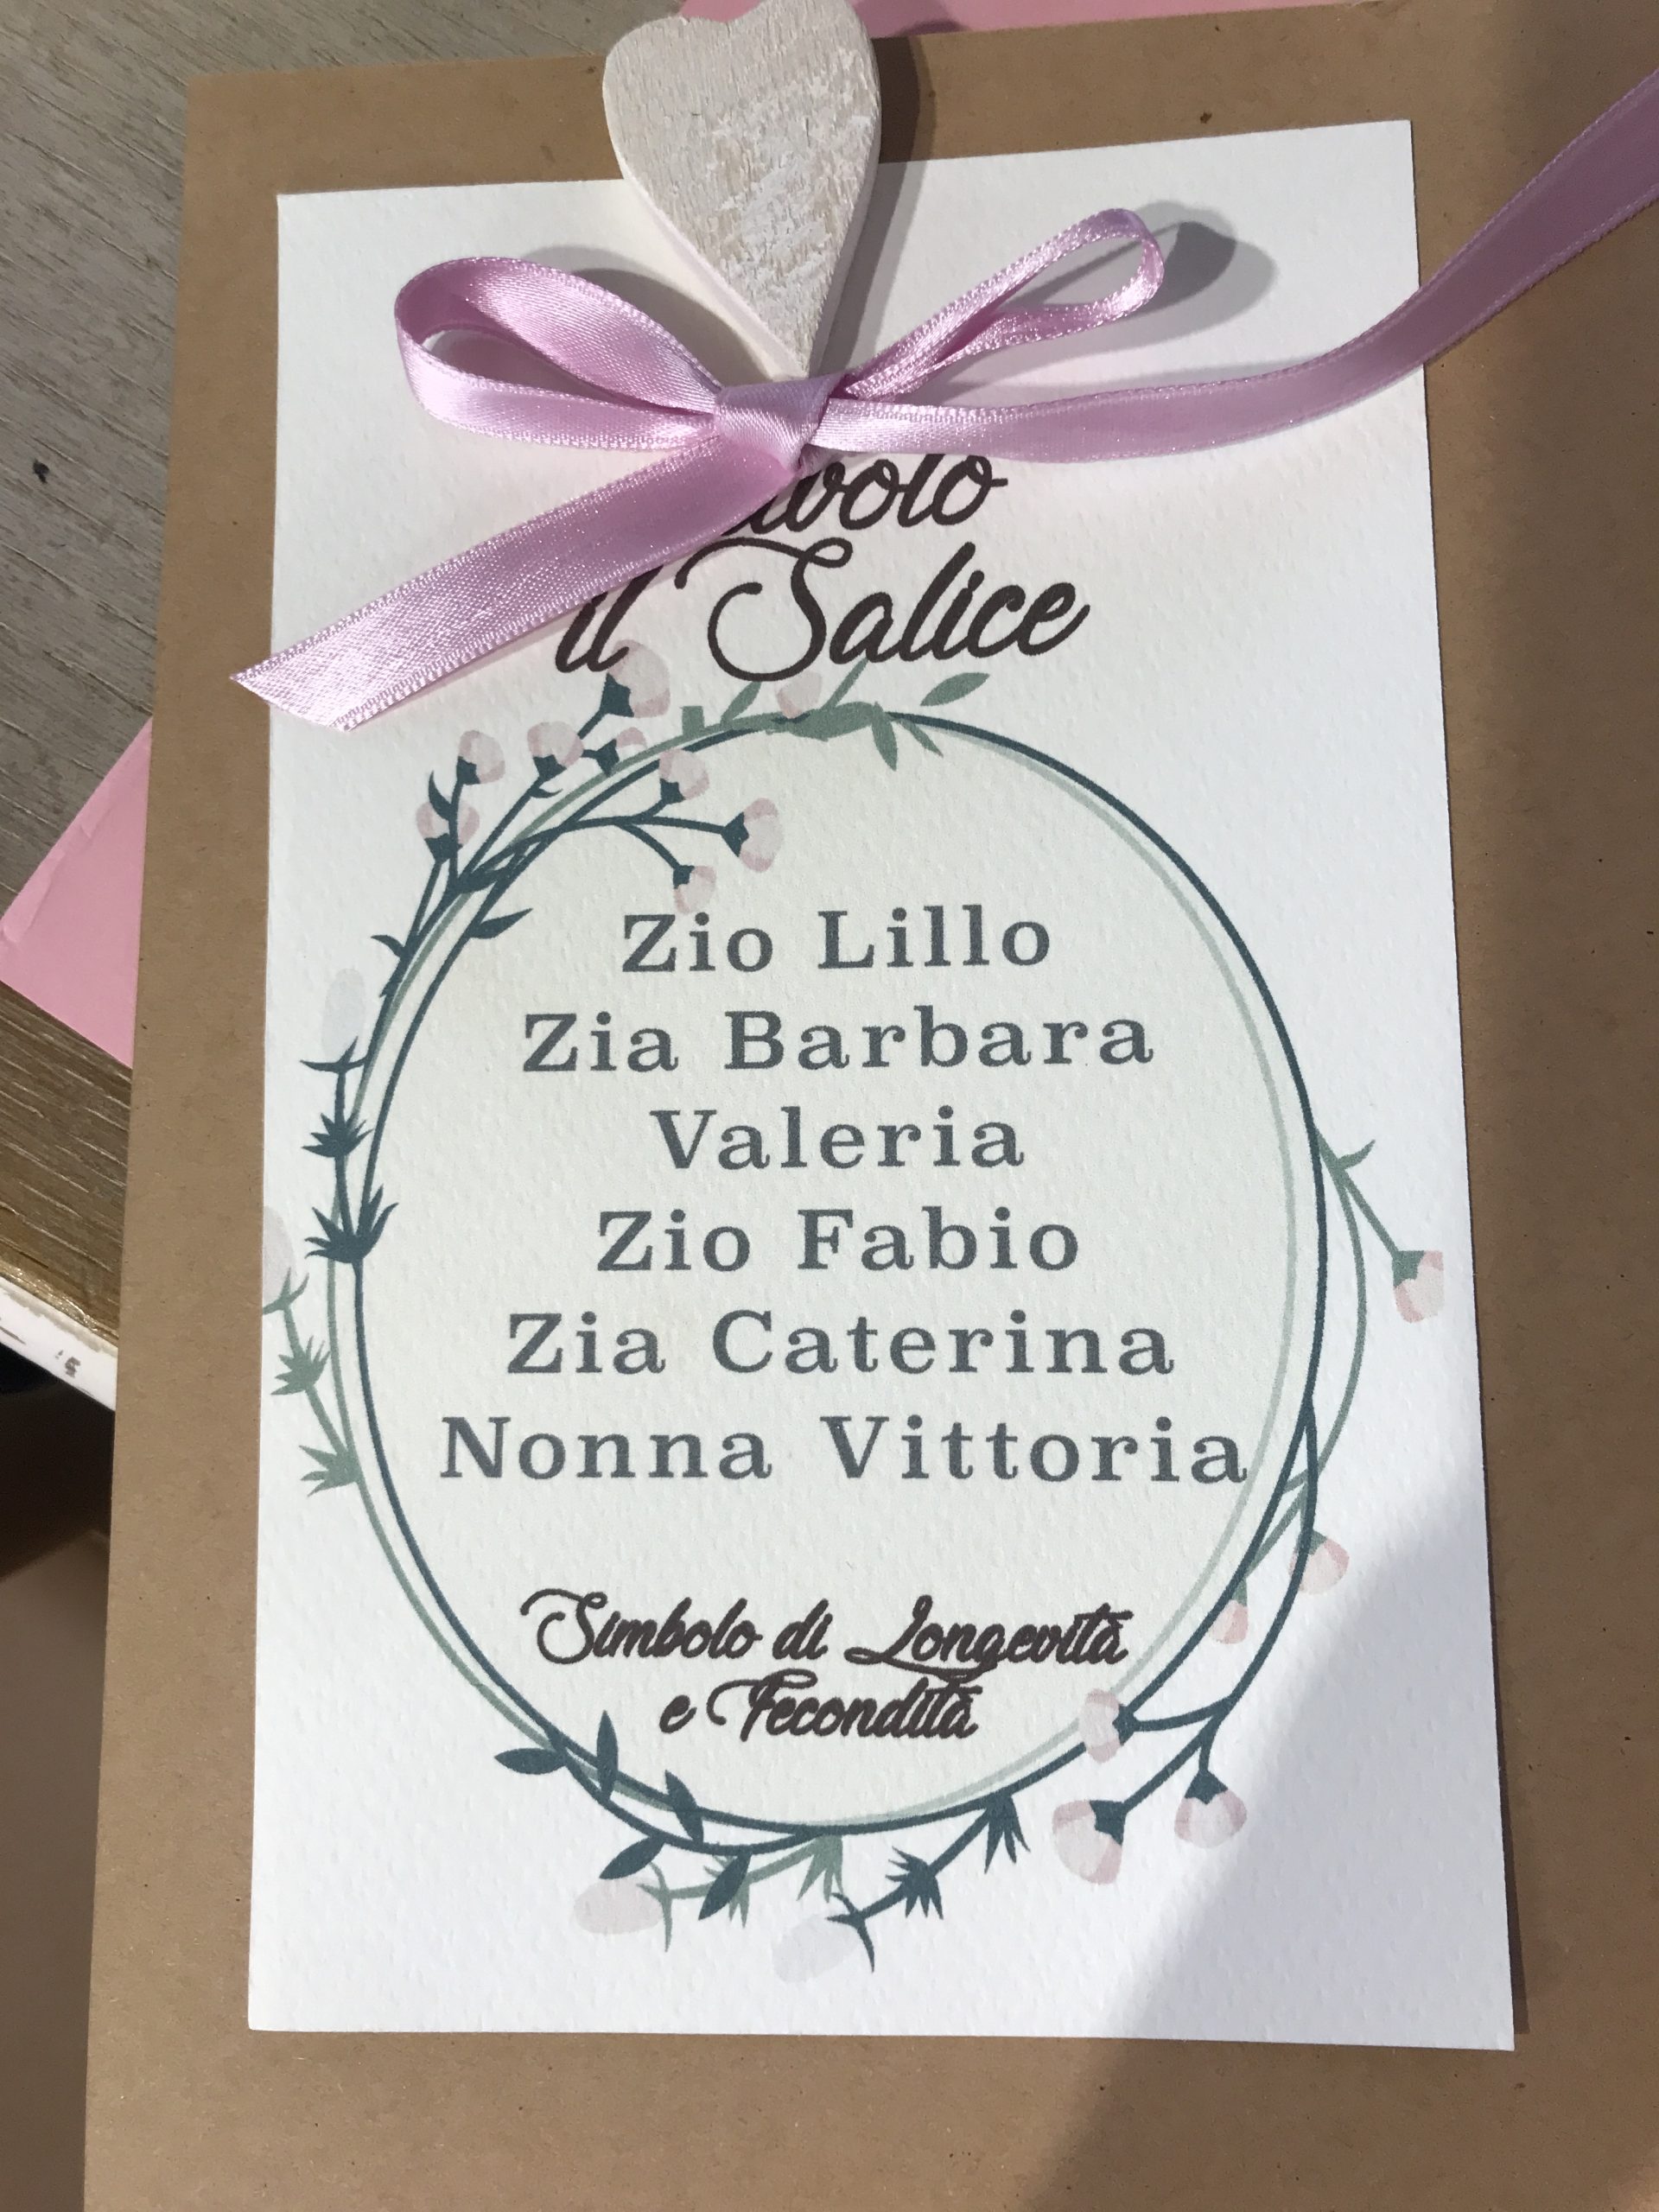 il Salice
Zio Lillo
Zia Barbara
Valeria
Zio Fabio
Zia Caterina
Nonna Vittoria
Simbolo di Longevità
e Fecondità